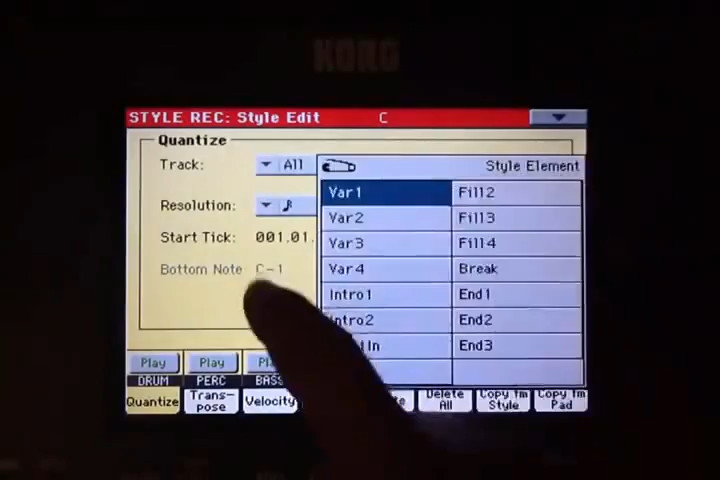 KORG
STYLE REC: Style Edit C
Quantize
Track: All
Style Element
Resolution:
Start Tick: 001.01.
Bottom Note C-1
Var1 Fill2
Var2 Fill3
Var3 Fill4
Var4 Break
Intro1 End1
Intro2 End2
In End3
Play Play
DRUM PERC BASS
Quantize Trans-pose Velocity Delete All Copy fm Style Copy fm Pad